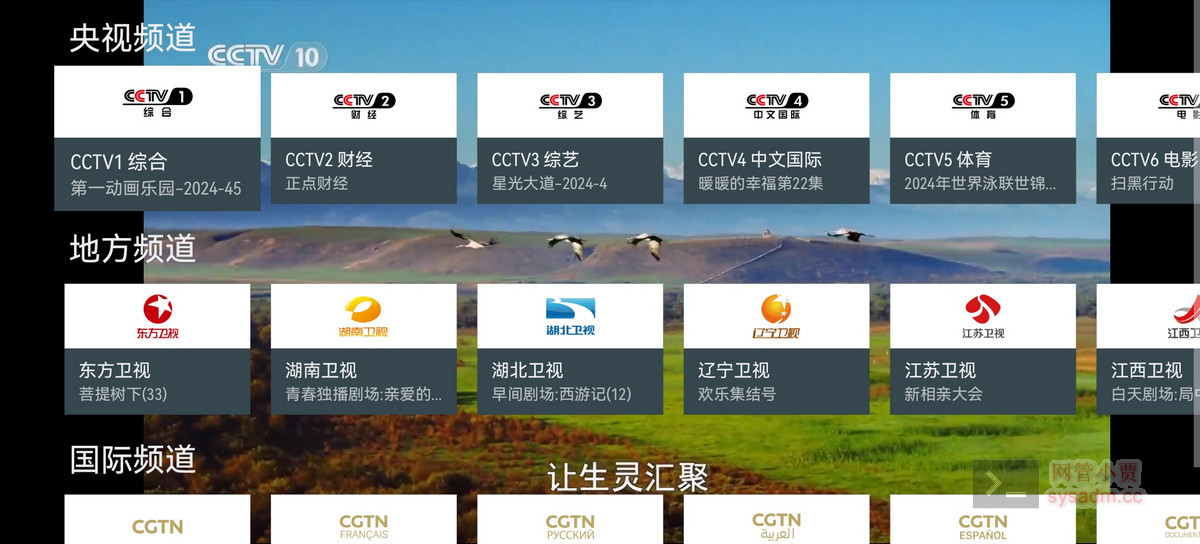 央视频道
CCTV 10
CCTV 1
综合
CCTV 2
财经
CCTV 3
综艺
CCTV 4
中文国际
CCTV 5
体育
CCTV
CCTV1 综合
CCTV2 财经
CCTV3 综艺
CCTV4 中文国际
CCTV5 体育
CCTV6 电影
第一动画乐园-2024-45
正点财经
星光大道-2024-4
暖暖的幸福第22集
2024年世界泳联世锦...
扫黑行动
地方频道
东方卫视
湖南卫视
湖北卫视
辽宁卫视
江苏卫视
江西卫
东方卫视
湖南卫视
湖北卫视
辽宁卫视
江苏卫视
江西卫视
菩提树下(33)
青春独播剧场:亲爱的...
早间剧场:西游记(12)
欢乐集结号
新相亲大会
白天剧场:局中
国际频道
让生灵汇聚
网管小贾
sysadm.cc
CGTN
CGTN
FRANÇAIS
CGTN
РУССКИЙ
CGTN
العربية
CGTN
ESPAÑOL
CGT
DOCUMENT